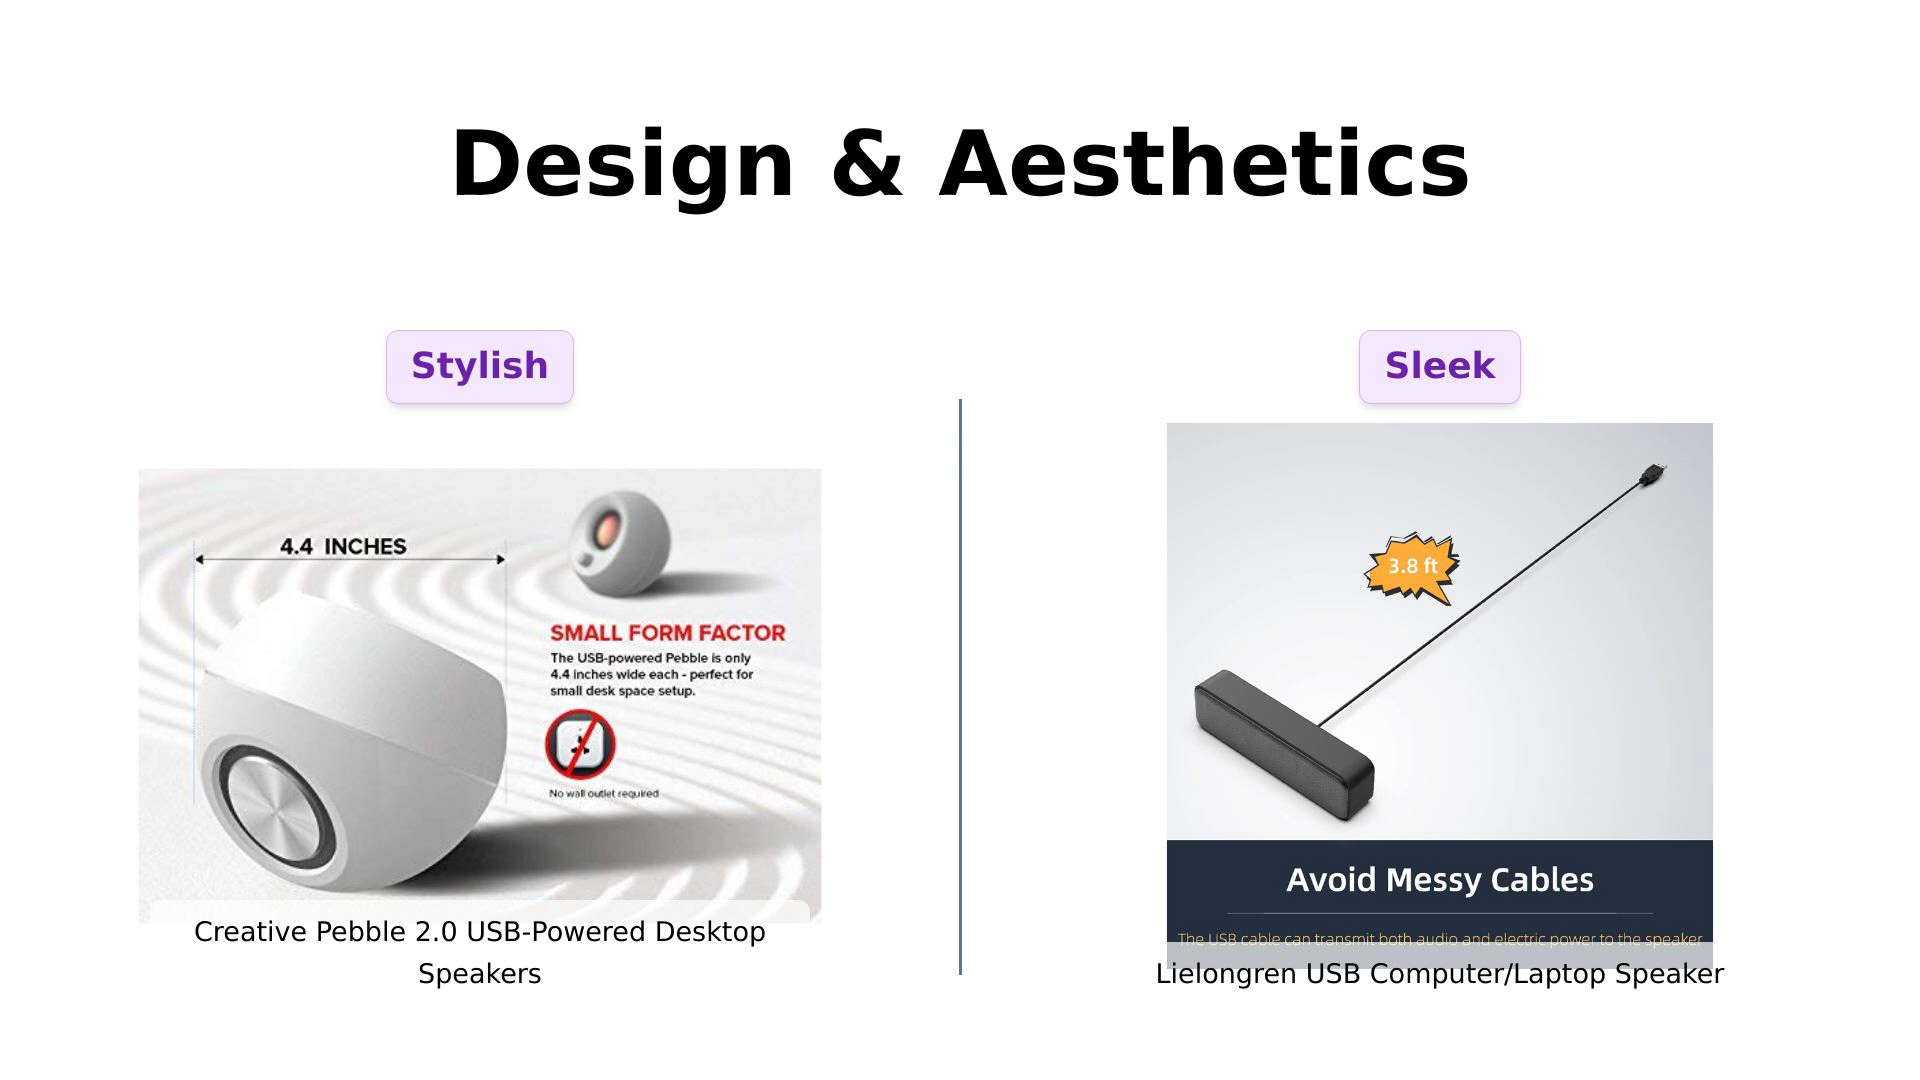 Design & Aesthetics
Stylish
4.4 INCHES
SMALL FORM FACTOR
The USB-powered Pebble is only
4.4 inches wide each - perfect for
small desk space setup.
No wall outlet required
Creative Pebble 2.0 USB-Powered Desktop
Speakers
Sleek
3.8 ft
Avoid Messy Cables
The USB cable can transmit both audio and electric power to the speaker
Lielongren USB Computer/Laptop Speaker